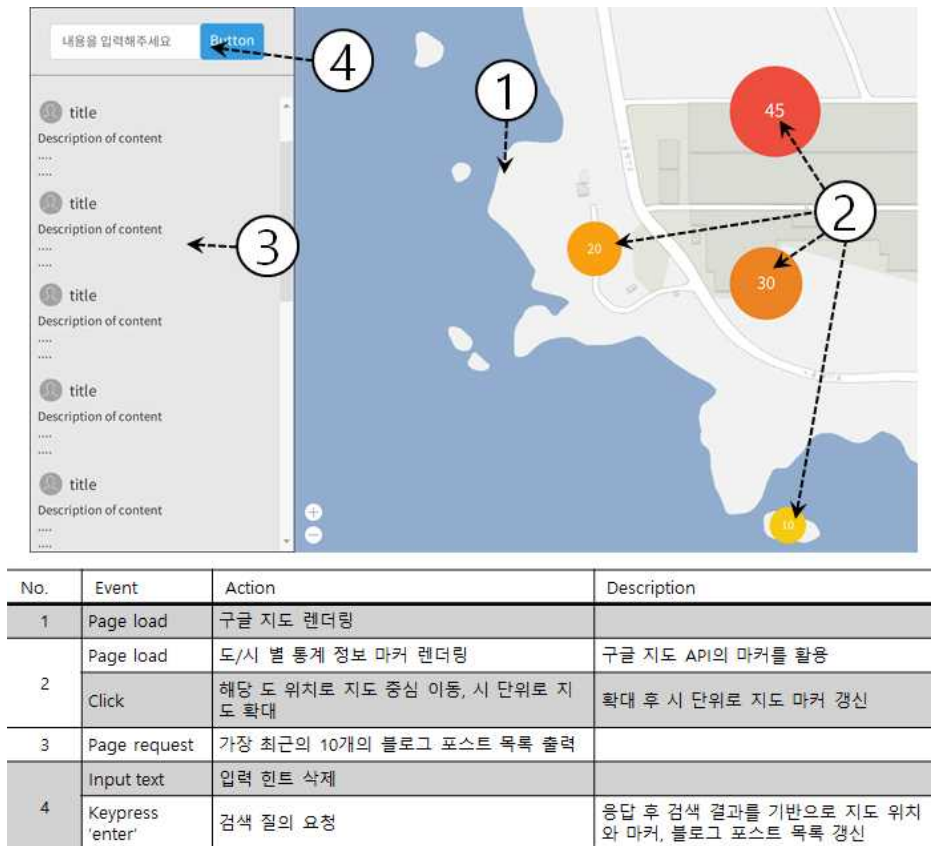 내용을 입력해주세요 Button
4
1
45
title
Description of content
....
....
title
Description of content
....
....
2
3
20
30
title
Description of content
....
....
title
Description of content
....
....
title
Description of content
....
....
10
No. Event Action Description
1 Page load 구글 지도 렌더링
2 Page load 도/시 별 통계 정보 마커 렌더링 구글 지도 API의 마커를 활용
Click 해당 도 위치로 지도 중심 이동, 시 단위로 지
도 확대 확대 후 시 단위로 지도 마커 갱신
3 Page request 가장 최근의 10개의 블로그 포스트 목록 출력
4 Input text 입력 힌트 삭제
Keypress
'enter' 검색 질의 요청 응답 후 검색 결과를 기반으로 지도 위치
와 마커, 블로그 포스트 목록 갱신